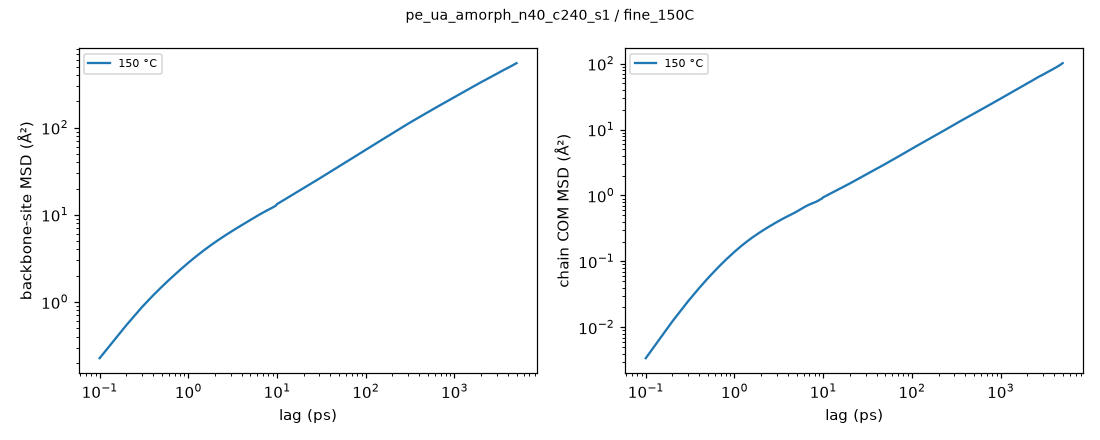 pe_ua_amorph_n40_c240_s1 / fine_150C
150 °C
backbone-site MSD (Å²)
10²
10¹
10⁰
10⁻¹
10⁰
10¹
10²
10³
lag (ps)
150 °C
chain COM MSD (Å²)
10²
10¹
10⁰
10⁻¹
10⁻²
10⁻¹
10⁰
10¹
10²
10³
lag (ps)